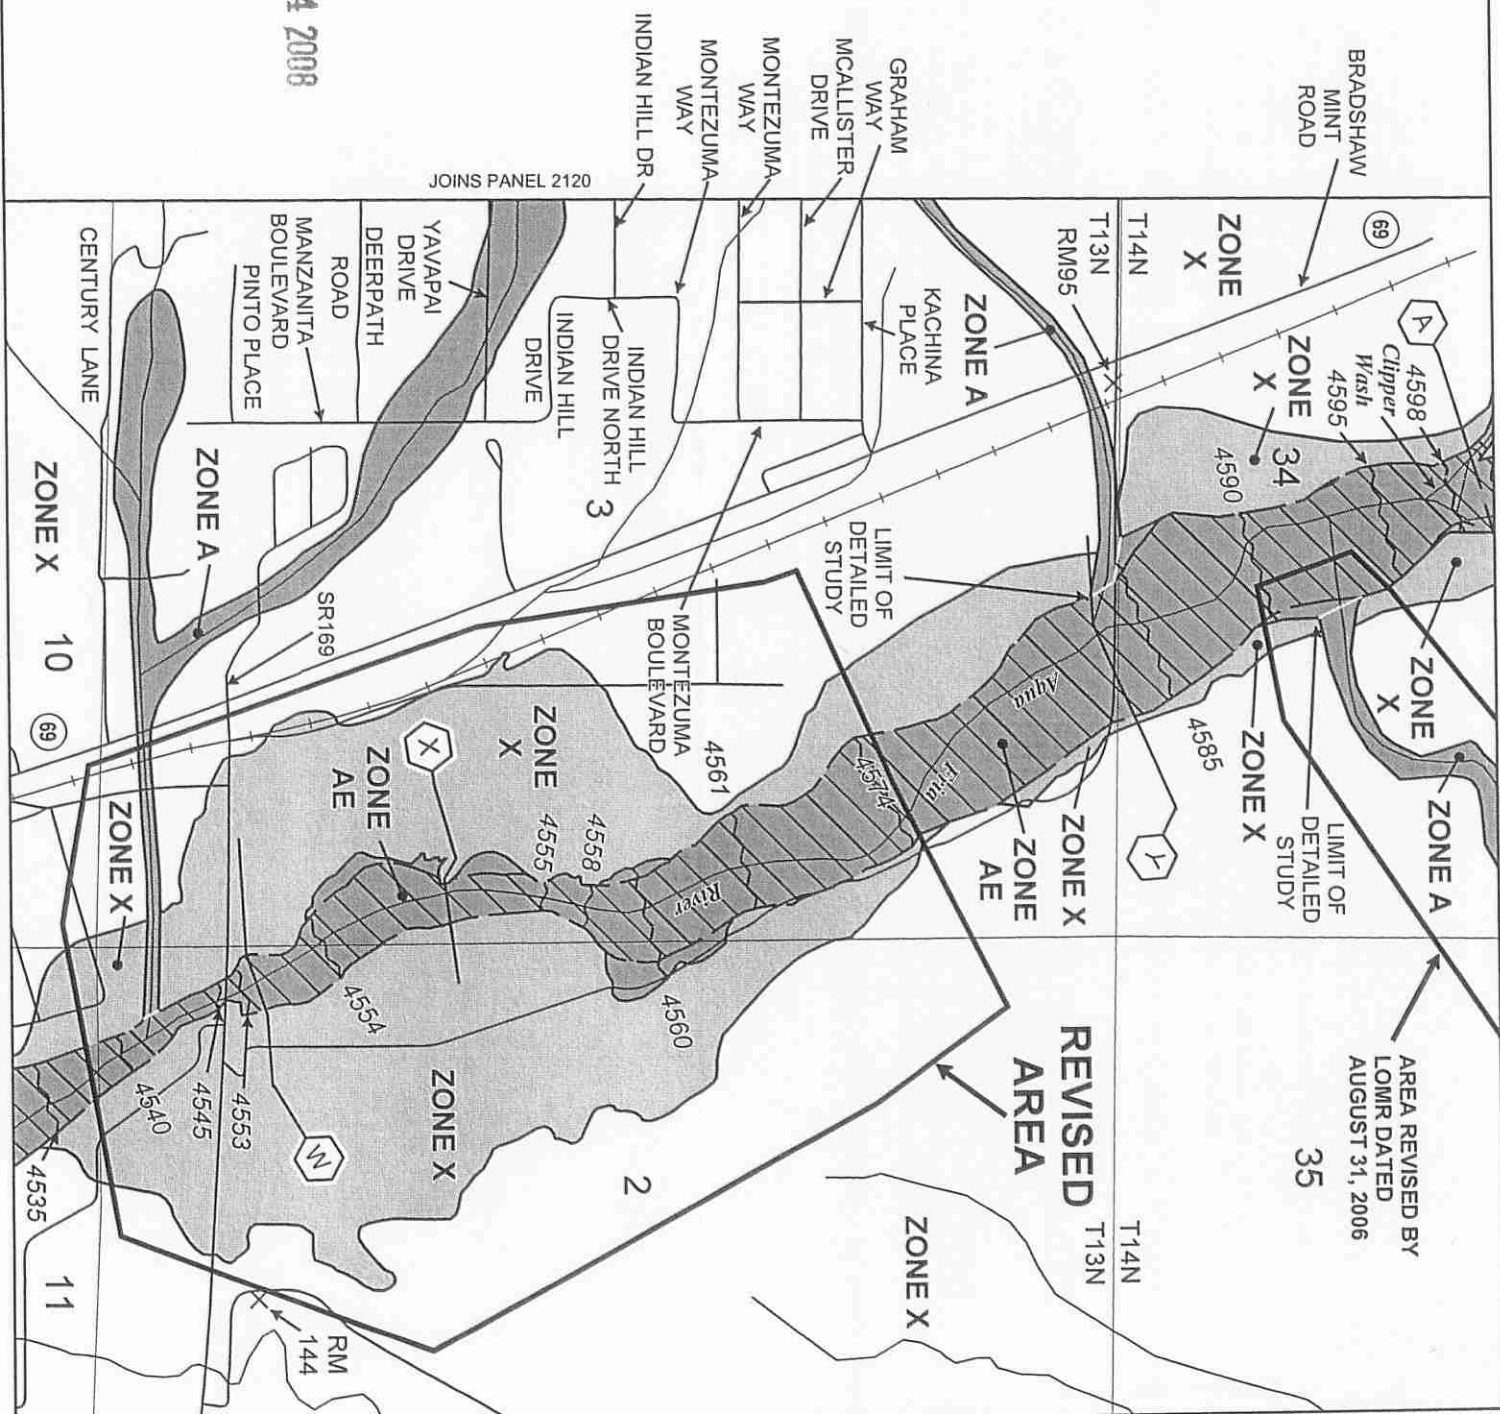 4 2008
JOINS PANEL 2120
BRADSHAW
MINT
ROAD
GRAHAM
WAY
MCALLISTER
DRIVE
MONTEZUMA
WAY
MONTEZUMA
WAY
INDIAN HILL DR
69
ZONE
X
T14N
T13N
RM95
ZONE A
KACHINA
PLACE
INDIAN HILL
DRIVE NORTH
INDIAN HILL
DRIVE
YAVAPAI
DRIVE
DEERPATH
ROAD
MANZANITA
BOULEVARD
PINTO PLACE
CENTURY LANE
A
4598
Clipper
Wash
4595
ZONE
X
34
4590
3
ZONE A
ZONE X
LIMIT OF
DETAILED
STUDY
MONTEZUMA
BOULEVARD
SR169
10
69
ZONE
X
ZONE A
4585
ZONE X
LIMIT OF
DETAILED
STUDY
Y
ZONE X
ZONE
AE
Aqua
Fria
River
4574
4561
ZONE
X
X
ZONE
AE
4558
4555
ZONE X
4560
4554
4553
4545
4540
4535
W
ZONE X
REVISED
AREA
AREA REVISED BY
LOMR DATED
AUGUST 31, 2006
35
T14N
T13N
2
ZONE X
11
RM
144